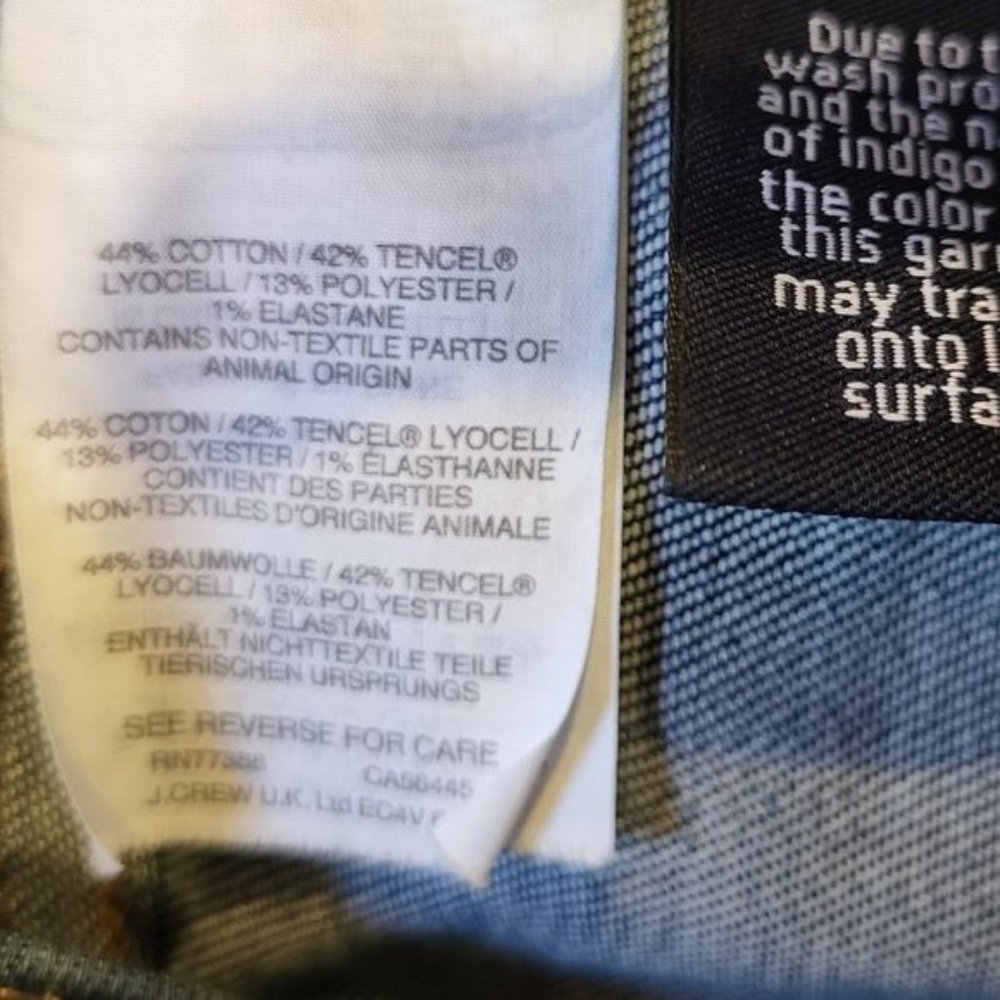 44% COTTON / 42% TENCEL®
LYOCELL / 13% POLYESTER /
1% ELASTANE
CONTAINS NON-TEXTILE PARTS OF
ANIMAL ORIGIN
44% COTON / 42% TENCEL® LYOCELL /
13% POLYESTER / 1% ÉLASTHANNE
CONTIENT DES PARTIES
NON-TEXTILES D'ORIGINE ANIMALE
44% BAUMWOLLE / 42% TENCEL®
LYOCELL / 13% POLYESTER /
1% ELASTAN
ENTHÄLT NICHTTEXTILE TEILE
TIERISCHEN URSPRUNGS
SEE REVERSE FOR CARE
RN77388 CA56445
J.CREW U.K. Ltd EC4V
Due to t
wash pro
and the n
of indigo
the color
this gar
may tra
onto l
surfa